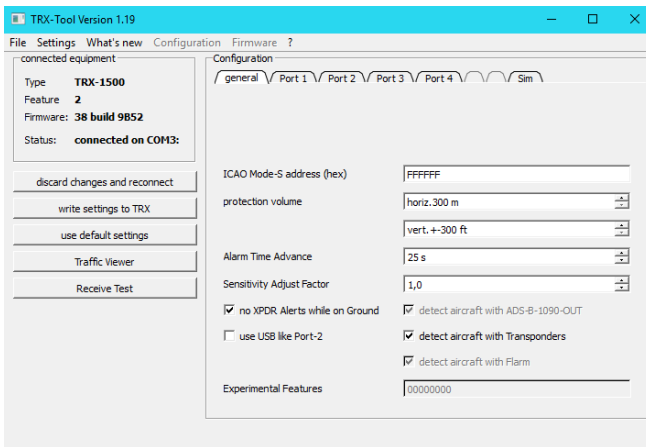 TRX-Tool Version 1.19
File Settings What's new Configuration Firmware ?
connected equipment
Type TRX-1500
Feature 2
Firmware: 38 build 9B52
Status: connected on COM3:
discard changes and reconnect
write settings to TRX
use default settings
Traffic Viewer
Receive Test
Configuration
general Port 1 Port 2 Port 3 Port 4 Sim
ICAO Mode-S address (hex) FFFFFF
protection volume horiz.300 m
vert.+-300 ft
Alarm Time Advance 25 s
Sensitivity Adjust Factor 1,0
no XPDR Alerts while on Ground detect aircraft with ADS-B-1090-OUT
use USB like Port-2 detect aircraft with Transponders
detect aircraft with Flarm
Experimental Features 00000000